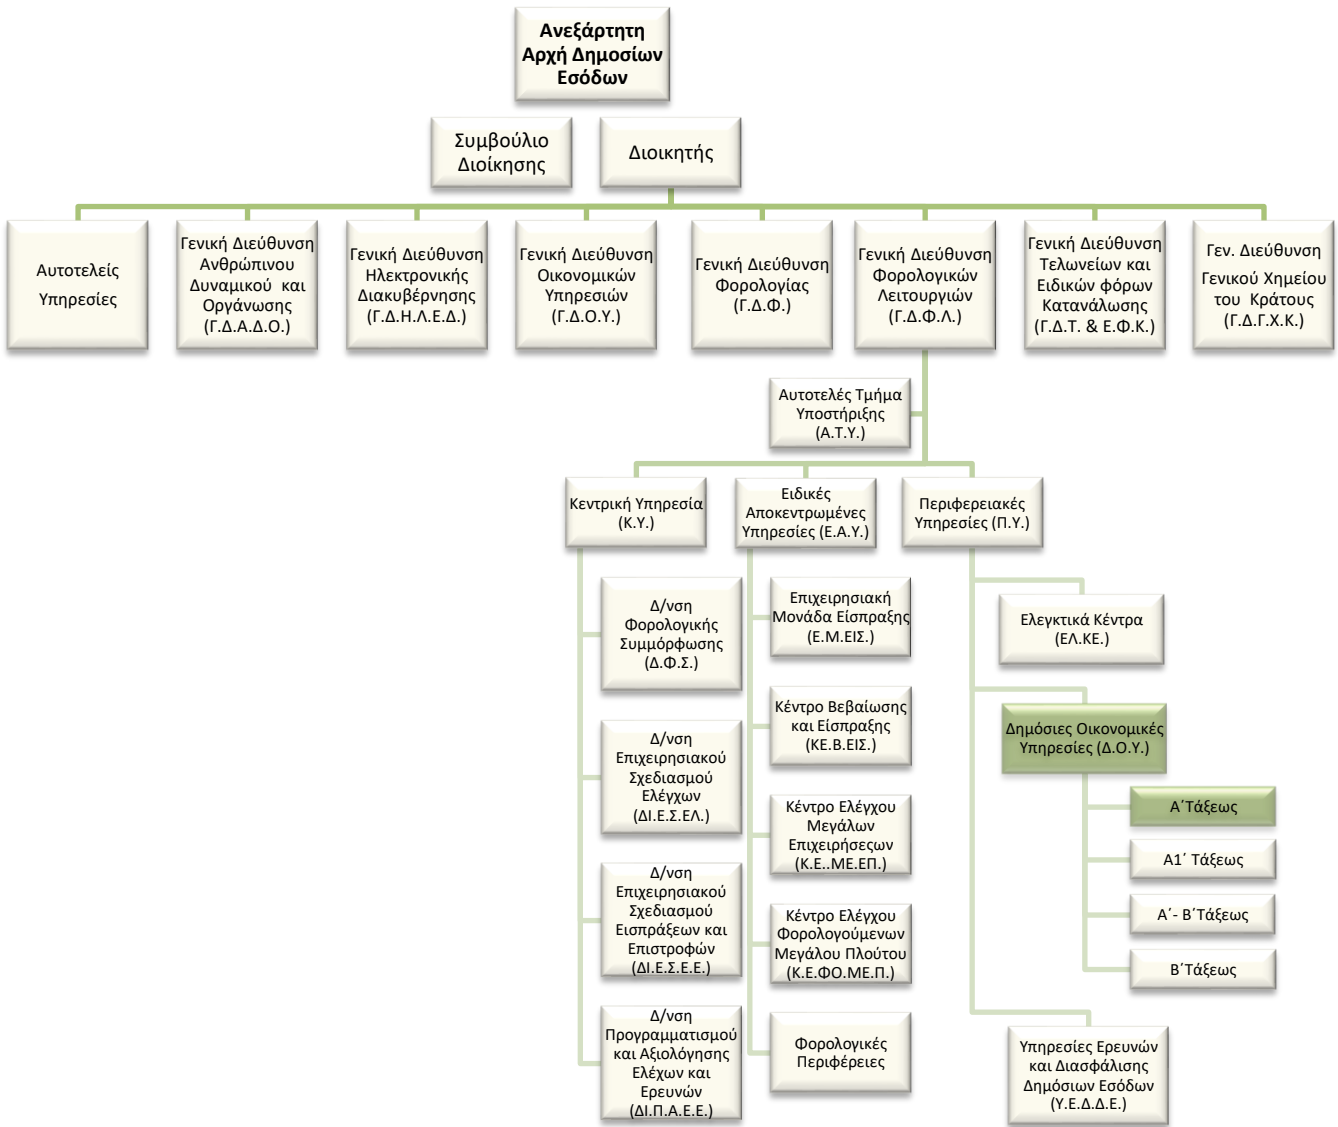 Ανεξάρτητη
Αρχή Δημοσίων
Εσόδων
Συμβούλιο
Διοίκησης
Διοικητής
Αυτοτελείς
Υπηρεσίες
Γενική Διεύθυνση
Ανθρώπινου
Δυναμικού και
Οργάνωσης
(Γ.Δ.Α.Δ.Ο.)
Γενική Διεύθυνση
Ηλεκτρονικής
Διακυβέρνησης
(Γ.Δ.Η.Λ.Ε.Δ.)
Γενική Διεύθυνση
Οικονομικών
Υπηρεσιών
(Γ.Δ.Ο.Υ.)
Γενική Διεύθυνση
Φορολογίας
(Γ.Δ.Φ.)
Γενική Διεύθυνση
Φορολογικών
Λειτουργιών
(Γ.Δ.Φ.Λ.)
Γενική Διεύθυνση
Τελωνείων και
Ειδικών φόρων
Κατανάλωσης
(Γ.Δ.Τ. & Ε.Φ.Κ.)
Γεν. Διεύθυνση
Γενικού Χημείου
του Κράτους
(Γ.Δ.Γ.Χ.Κ.)
Αυτοτελές Τμήμα
Υποστήριξης
(Α.Τ.Υ.)
Κεντρική Υπηρεσία
(Κ.Υ.)
Ειδικές
Αποκεντρωμένες
Υπηρεσίες (Ε.Α.Υ.)
Περιφερειακές
Υπηρεσίες (Π.Υ.)
Δ/νση
Φορολογικής
Συμμόρφωσης
(Δ.Φ.Σ.)
Δ/νση
Επιχειρησιακού
Σχεδιασμού
Ελέγχων
(ΔΙ.Ε.Σ.ΕΛ.)
Δ/νση
Επιχειρησιακού
Σχεδιασμού
Εισπράξεων και
Επιστροφών
(ΔΙ.Ε.Σ.Ε.Ε.)
Δ/νση
Προγραμματισμού
και Αξιολόγησης
Ελέχων και
Ερευνών
(ΔΙ.Π.Α.Ε.Ε.)
Επιχειρησιακή
Μονάδα Είσπραξης
(Ε.Μ.ΕΙΣ.)
Κέντρο Βεβαίωσης
και Είσπραξης
(ΚΕ.Β.ΕΙΣ.)
Κέντρο Ελέγχου
Μεγάλων
Επιχειρήσεςων
(Κ.Ε..ΜΕ.ΕΠ.)
Κέντρο Ελέγχου
Φορολογούμενων
Μεγάλου Πλούτου
(Κ.Ε.ΦΟ.ΜΕ.Π.)
Φορολογικές
Περιφέρειες
Ελεγκτικά Κέντρα
(ΕΛ.ΚΕ.)
Δημόσιες Οικονομικές
Υπηρεσίες (Δ.Ο.Υ.)
Α΄Τάξεως
Α1΄ Τάξεως
Α΄- Β΄Τάξεως
Β΄Τάξεως
Υπηρεσίες Ερευνών
και Διασφάλισης
Δημόσιων Εσόδων
(Υ.Ε.Δ.Δ.Ε.)